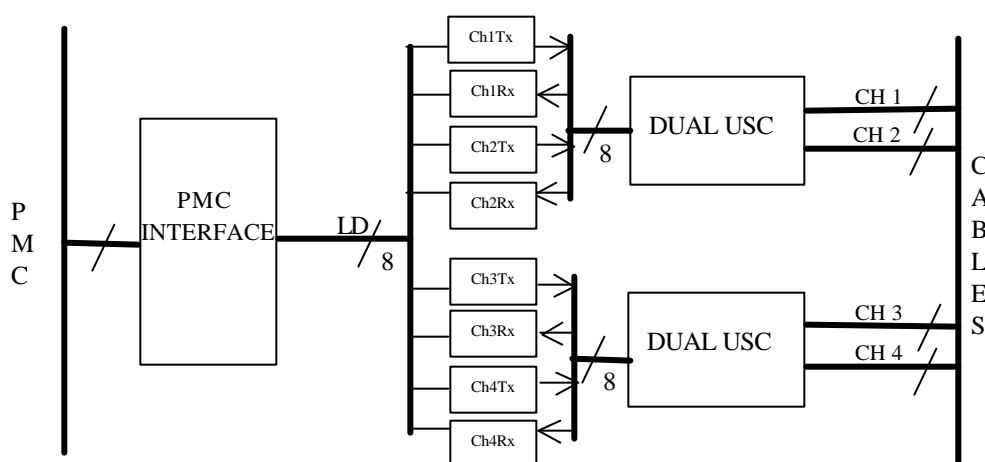 P
M
C
PMC
INTERFACE
LD
8
Ch1Tx
Ch1Rx
Ch2Tx
Ch2Rx
Ch3Tx
Ch3Rx
Ch4Tx
Ch4Rx
8
DUAL USC
8
DUAL USC
CH 1
CH 2
CH 3
CH 4
C
A
B
L
E
S